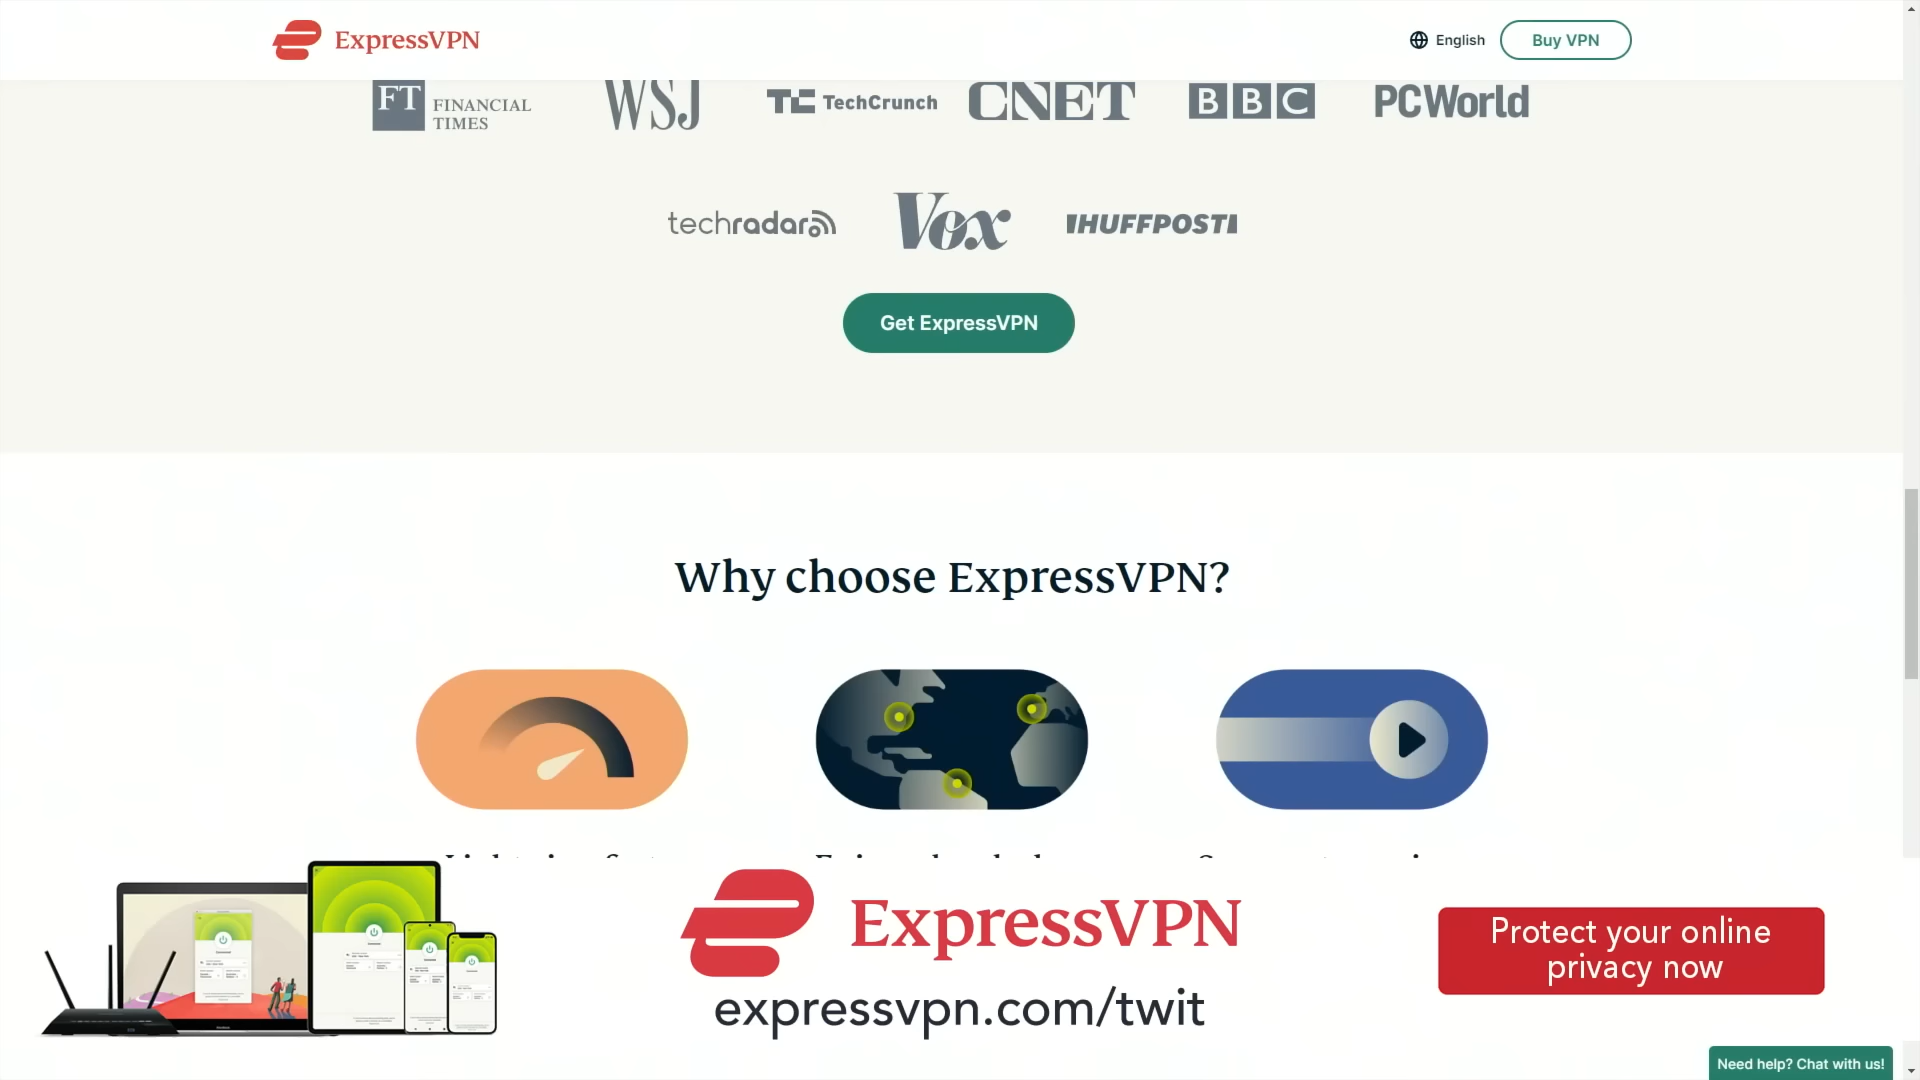 ExpressVPN
English
Buy VPN
FT FINANCIAL
TIMES
WSJ
TC TechCrunch
CNET
BBC
PCWorld
techradar
Vox
HUFFPOST
Get ExpressVPN
Why choose ExpressVPN?
ExpressVPN
expressvpn.com/twit
Protect your online
privacy now
Need help? Chat with us!